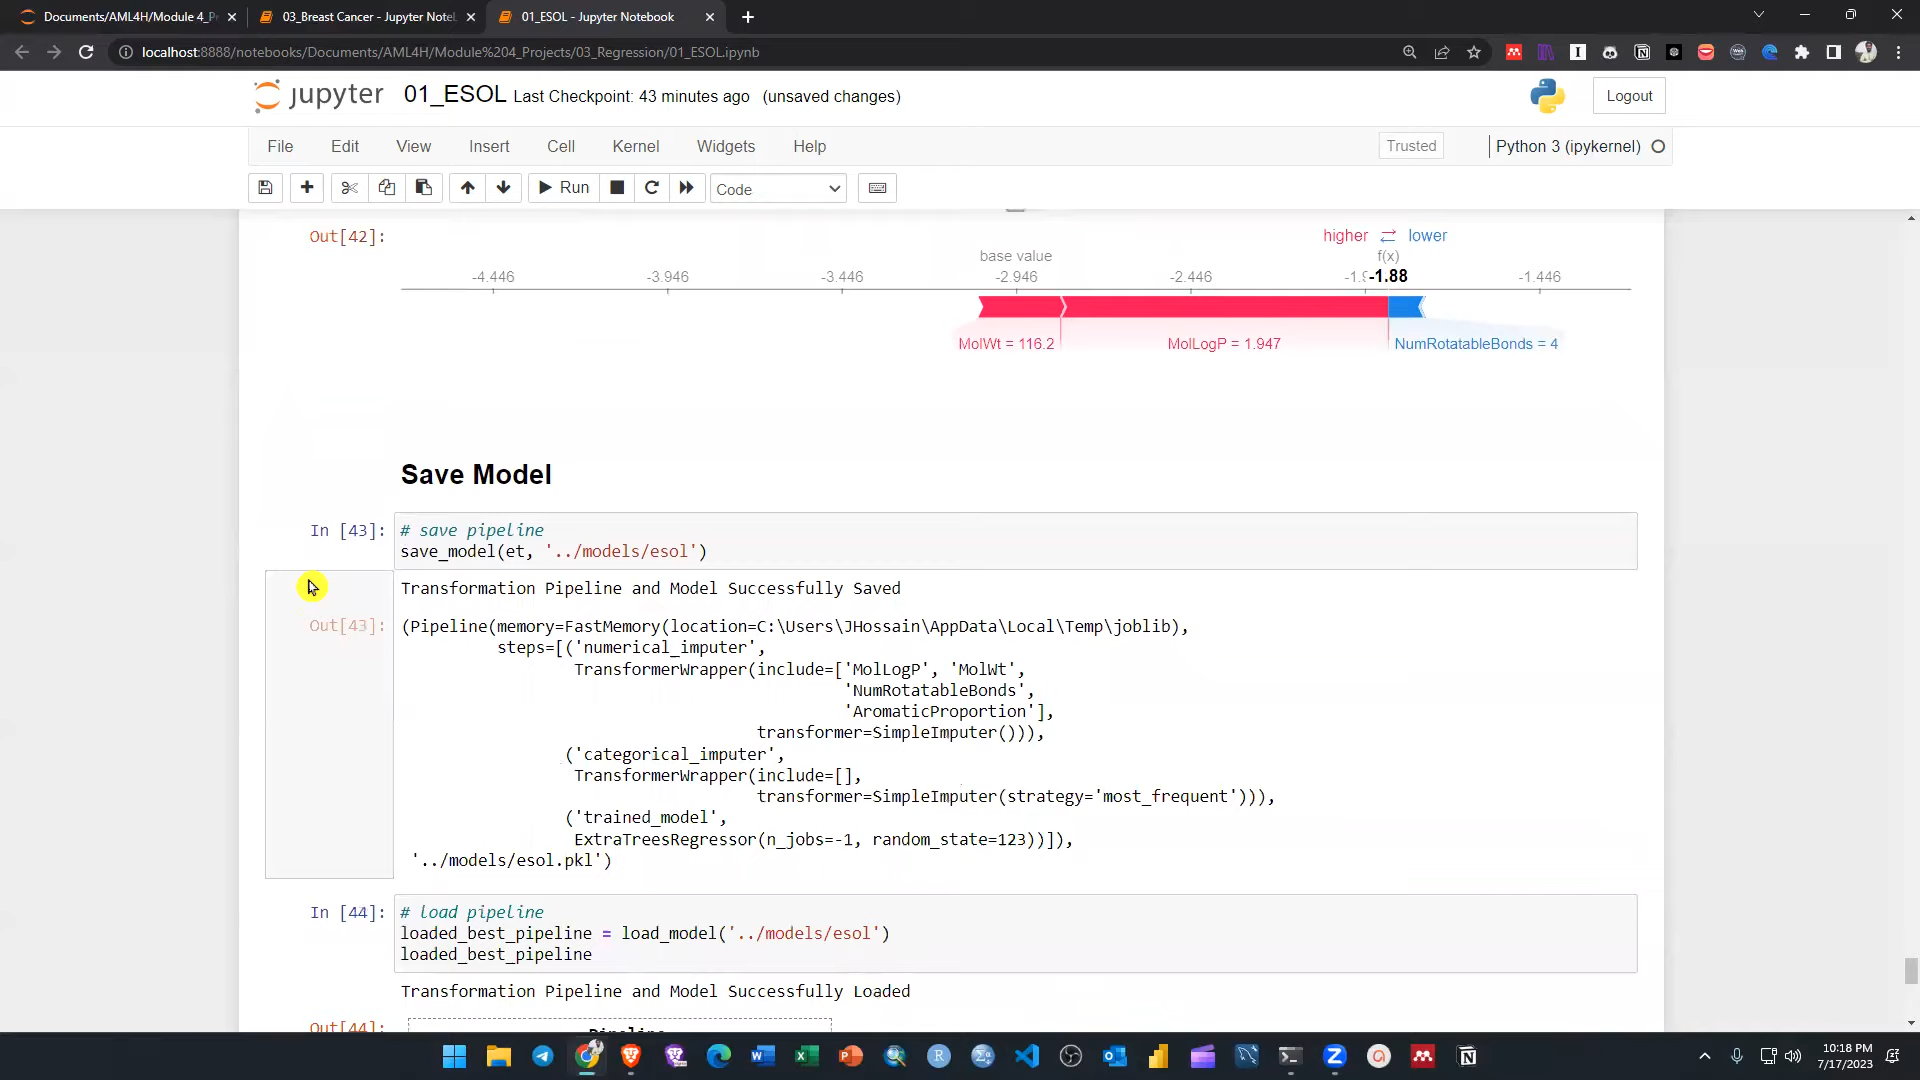 Documents/AML4H/Module 4_P
03_Breast Cancer - Jupyter Note
01_ESOL - Jupyter Notebook
localhost:8888/notebooks/Documents/AML4H/Module%204_Projects/03_Regression/01_ESOL.ipynb
jupyter 01_ESOL Last Checkpoint: 43 minutes ago (unsaved changes)
Logout
File Edit View Insert Cell Kernel Widgets Help
Trusted
Python 3 (ipykernel)
Run
Code
Out[42]:
higher lower
base value
f(x)
-4.446 -3.946 -3.446 -2.946 -2.446 -1.9 -1.88 -1.446
MolWt = 116.2
MolLogP = 1.947
NumRotatableBonds = 4
Save Model
In [43]: # save pipeline
save_model(et, '../models/esol')
Transformation Pipeline and Model Successfully Saved
Out[43]: (Pipeline(memory=FastMemory(location=C:\Users\JHossain\AppData\Local\Temp\joblib),
steps=[('numerical_imputer',
TransformerWrapper(include=['MolLogP', 'MolWt',
'NumRotatableBonds',
'AromaticProportion'],
transformer=SimpleImputer())),
('categorical_imputer',
TransformerWrapper(include=[],
transformer=SimpleImputer(strategy='most_frequent'))),
('trained_model',
ExtraTreesRegressor(n_jobs=-1, random_state=123))]),
'../models/esol.pkl')
In [44]: # load pipeline
loaded_best_pipeline = load_model('../models/esol')
loaded_best_pipeline
Transformation Pipeline and Model Successfully Loaded
Out[44]:
Pipeline
10:18 PM
7/17/2023